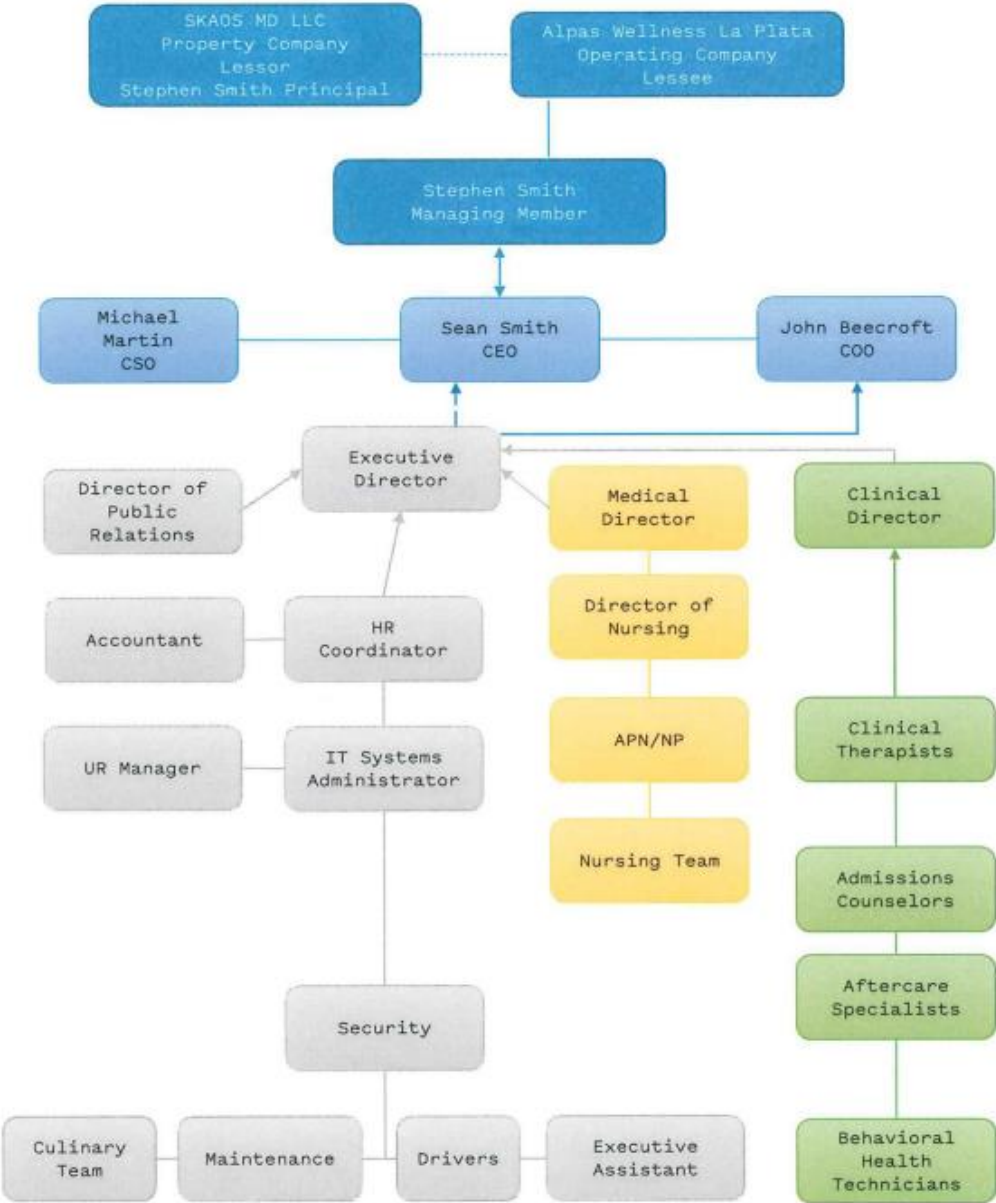 SKAOS MD LLC
Property Company
Lessor
Stephen Smith Principal
Alpas Wellness La Plata
Operating Company
Lessee
Stephen Smith
Managing Member
Michael
Martin
CSO
Sean Smith
CEO
John Beecroft
COO
Executive
Director
Director of
Public
Relations
Medical
Director
Clinical
Director
Accountant
HR
Coordinator
Director of
Nursing
UR Manager
IT Systems
Administrator
APN/NP
Clinical
Therapists
Nursing Team
Admissions
Counselors
Aftercare
Specialists
Security
Culinary
Team
Maintenance
Drivers
Executive
Assistant
Behavioral
Health
Technicians